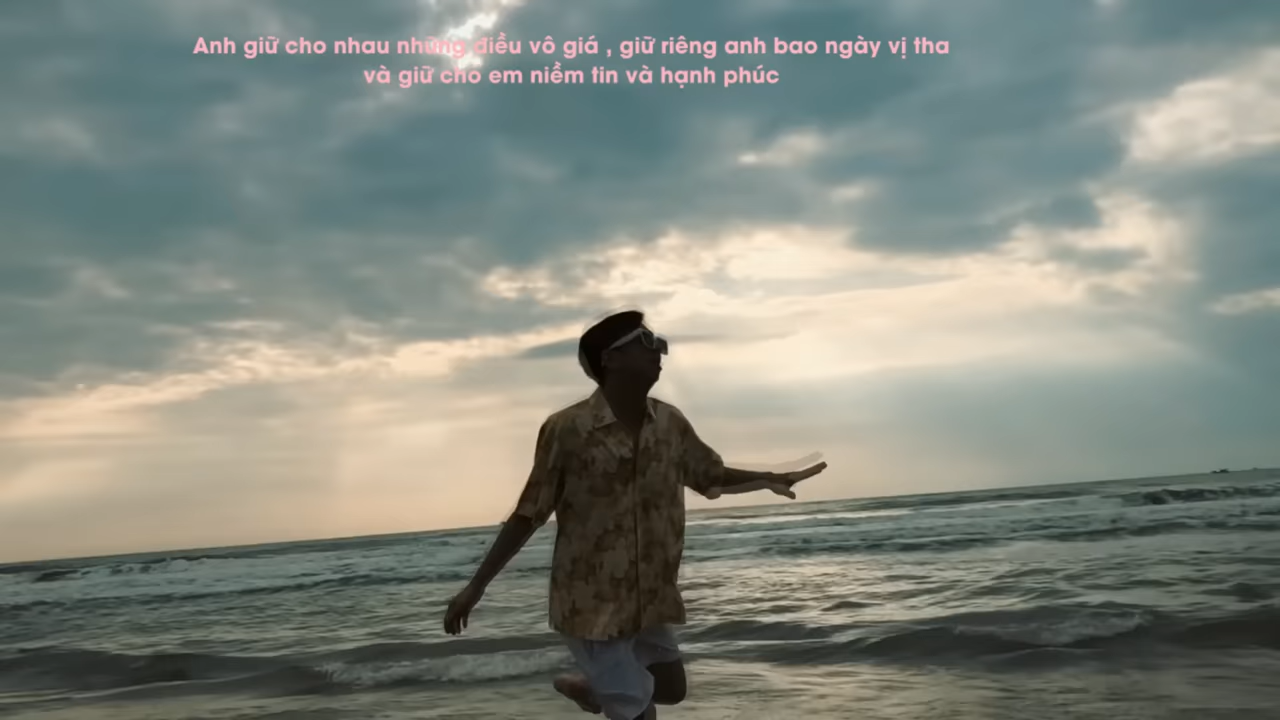 Anh giữ cho nhau những điều vô giá , giữ riêng anh bao ngày vị tha
và giữ cho em niềm tin và hạnh phúc